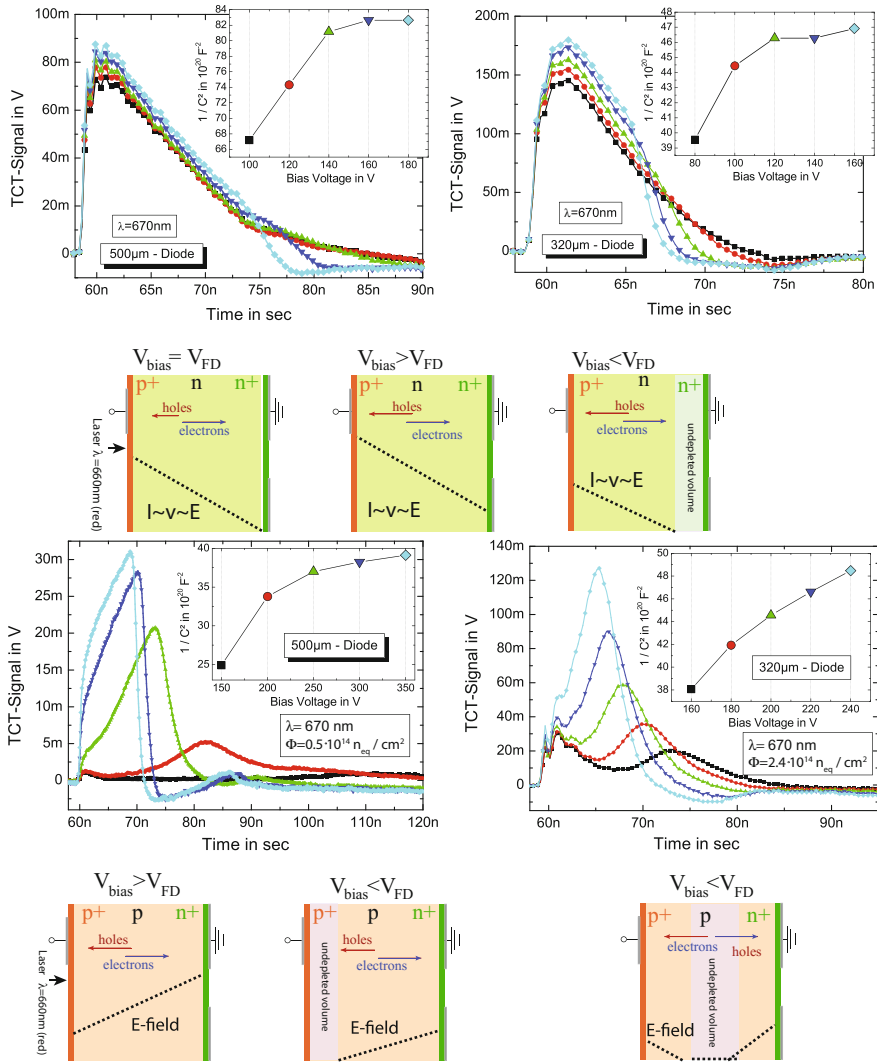 100m
80m
60m
40m
20m
0
TCT-Signal in V
60n 65n 70n 75n 80n 85n 90n
Time in sec
λ=670nm
500µm - Diode
84
82
80
78
76
74
72
70
68
66
1 / C² in 10²⁰ F⁻²
100 120 140 160 180
Bias Voltage in V
200m
150m
100m
50m
0
TCT-Signal in V
60n 65n 70n 75n 80n
Time in sec
λ=670nm
320µm - Diode
48
47
46
45
44
43
42
41
40
39
1 / C² in 10²⁰ F⁻²
80 100 120 140 160
Bias Voltage in V
V_bias= V_FD
p+ n n+
holes
electrons
I~v~E
Laser λ=660nm (red)
V_bias>V_FD
p+ n n+
holes
electrons
I~v~E
V_bias<V_FD
p+ n n+
holes
electrons
I~v~E
undepleted volume
30m
25m
20m
15m
10m
5m
0
TCT-Signal in V
60n 70n 80n 90n 100n 110n 120n
Time in sec
40
35
30
25
1 / C² in 10²⁰ F⁻²
150 200 250 300 350
Bias Voltage in V
500µm - Diode
λ= 670 nm
Φ=0.5·10¹⁴ n_eq / cm²
140m
120m
100m
80m
60m
40m
20m
0
TCT-Signal in V
60n 70n 80n 90n
Time in sec
50
48
46
44
42
40
38
1 / C² in 10²⁰ F⁻²
160 180 200 220 240
Bias Voltage in V
320µm - Diode
λ= 670 nm
Φ=2.4·10¹⁴ n_eq / cm²
V_bias>V_FD
p+ p n+
holes
electrons
E-field
Laser λ=660nm (red)
V_bias<V_FD
p+ p n+
holes
electrons
undepleted volume
E-field
V_bias<V_FD
p+ p n+
electrons
holes
undepleted volume
E-field